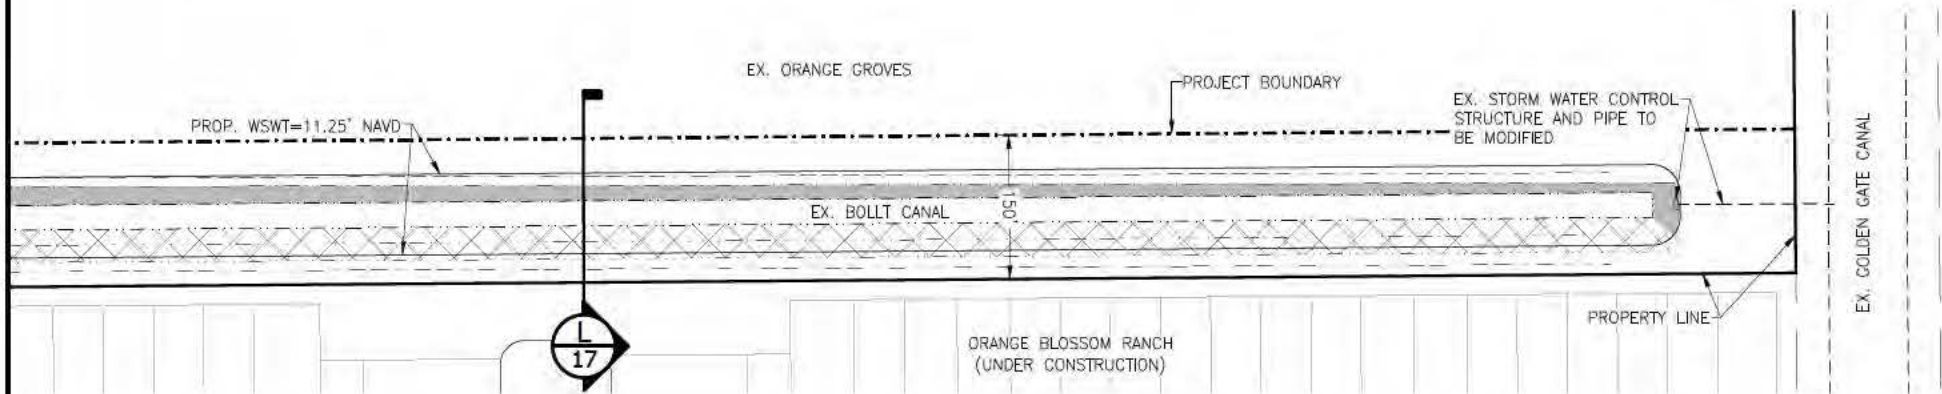 EX. ORANGE GROVES
PROJECT BOUNDARY
EX. STORM WATER CONTROL
STRUCTURE AND PIPE TO
BE MODIFIED
PROP. WSWT=11.25' NAVD
150'
EX. BOLLT CANAL
EX. GOLDEN GATE CANAL
PROPERTY LINE
L
17
ORANGE BLOSSOM RANCH
(UNDER CONSTRUCTION)